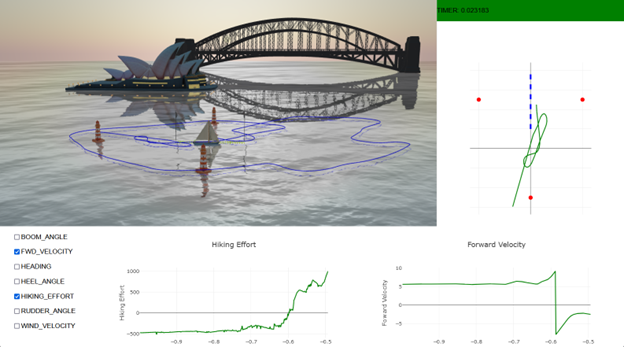 TIMER: 0.023183
BOOM_ANGLE
FWD_VELOCITY
HEADING
HEEL_ANGLE
HIKING_EFFORT
RUDDER_ANGLE
WIND_VELOCITY
Hiking Effort
Hiking Effort
1000
500
0
−500
−0.9
−0.8
−0.7
−0.6
−0.5
Forward Velocity
Forward Velocity
10
5
0
−5
−0.9
−0.8
−0.7
−0.6
−0.5